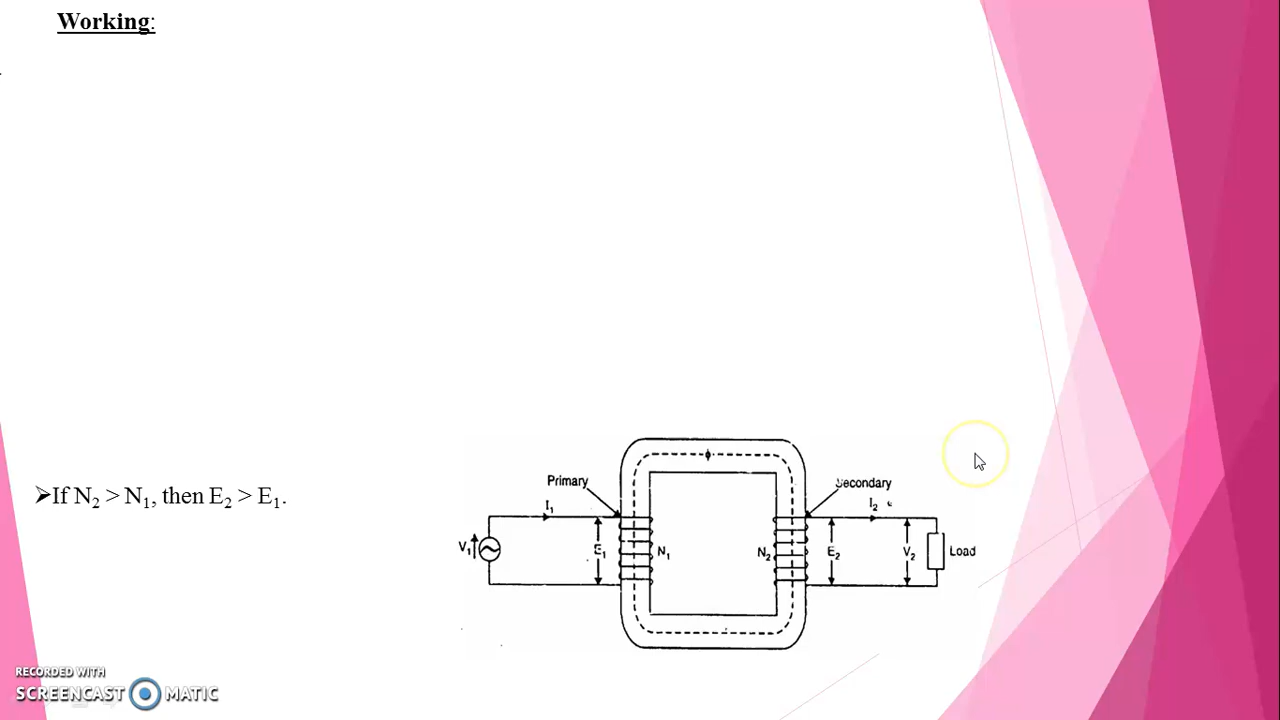 Working:
➢If N₂ > N₁, then E₂ > E₁.
Primary
Secondary
I₁
I₂
V₁
E₁
N₁
N₂
E₂
V₂
Load
ϕ
RECORDED WITH
SCREENCAST MATIC